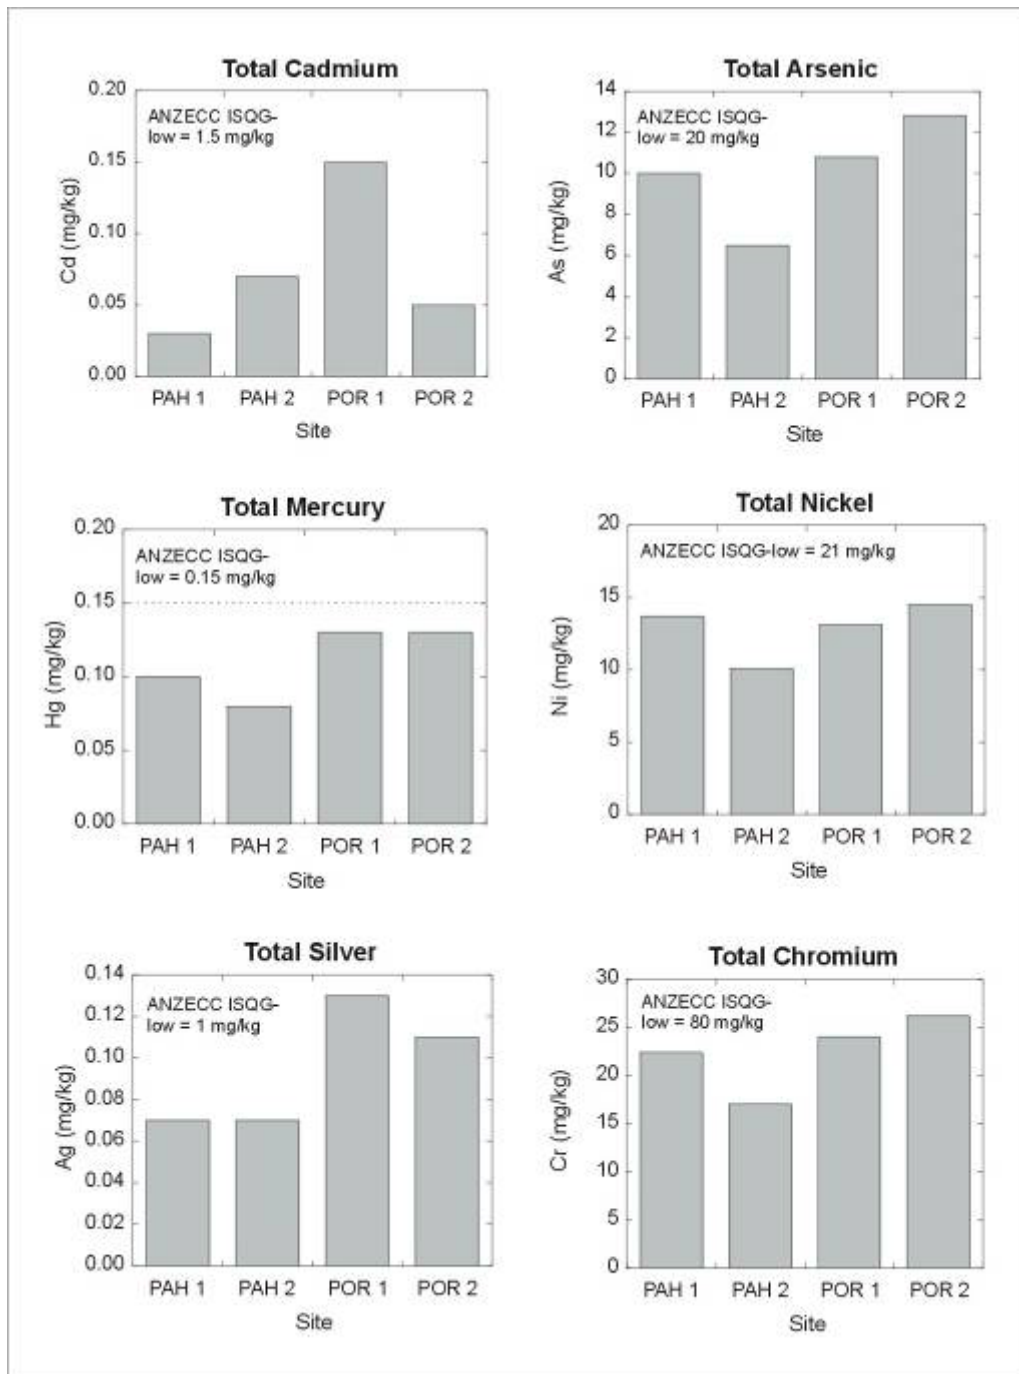 Total Cadmium
0.20
0.15
0.10
0.05
0.00
Cd (mg/kg)
ANZECC ISQG-
low = 1.5 mg/kg
PAH 1 PAH 2 POR 1 POR 2
Site
Total Arsenic
14
12
10
8
6
4
2
0
As (mg/kg)
ANZECC ISQG-
low = 20 mg/kg
PAH 1 PAH 2 POR 1 POR 2
Site
Total Mercury
0.20
0.15
0.10
0.05
0.00
Hg (mg/kg)
ANZECC ISQG-
low = 0.15 mg/kg
PAH 1 PAH 2 POR 1 POR 2
Site
Total Nickel
20
15
10
5
0
Ni (mg/kg)
ANZECC ISQG-low = 21 mg/kg
PAH 1 PAH 2 POR 1 POR 2
Site
Total Silver
0.14
0.12
0.10
0.08
0.06
0.04
0.02
0.00
Ag (mg/kg)
ANZECC ISQG-
low = 1 mg/kg
PAH 1 PAH 2 POR 1 POR 2
Site
Total Chromium
30
25
20
15
10
5
0
Cr (mg/kg)
ANZECC ISQG-
low = 80 mg/kg
PAH 1 PAH 2 POR 1 POR 2
Site